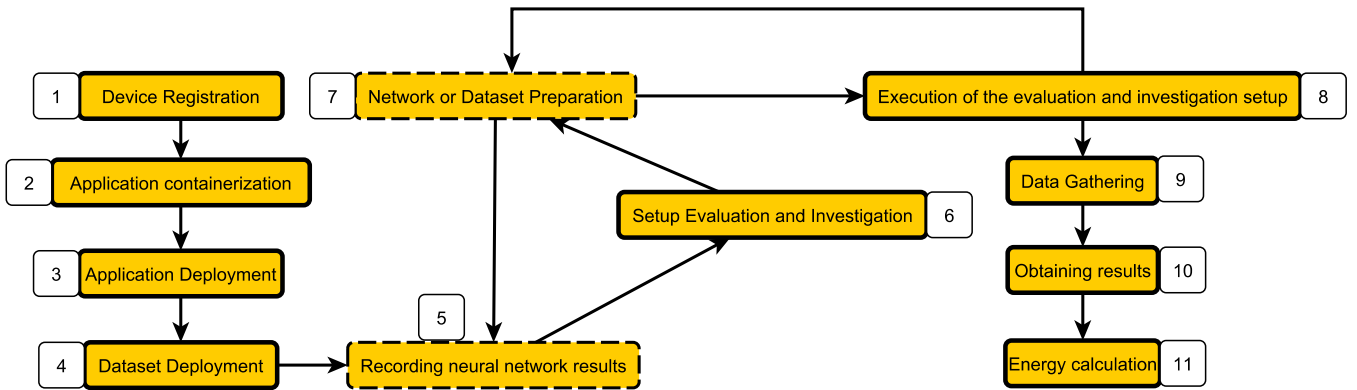 1
Device Registration
2
Application containerization
3
Application Deployment
4
Dataset Deployment
5
Recording neural network results
6
Setup Evaluation and Investigation
7
Network or Dataset Preparation
8
Execution of the evaluation and investigation setup
9
Data Gathering
10
Obtaining results
11
Energy calculation